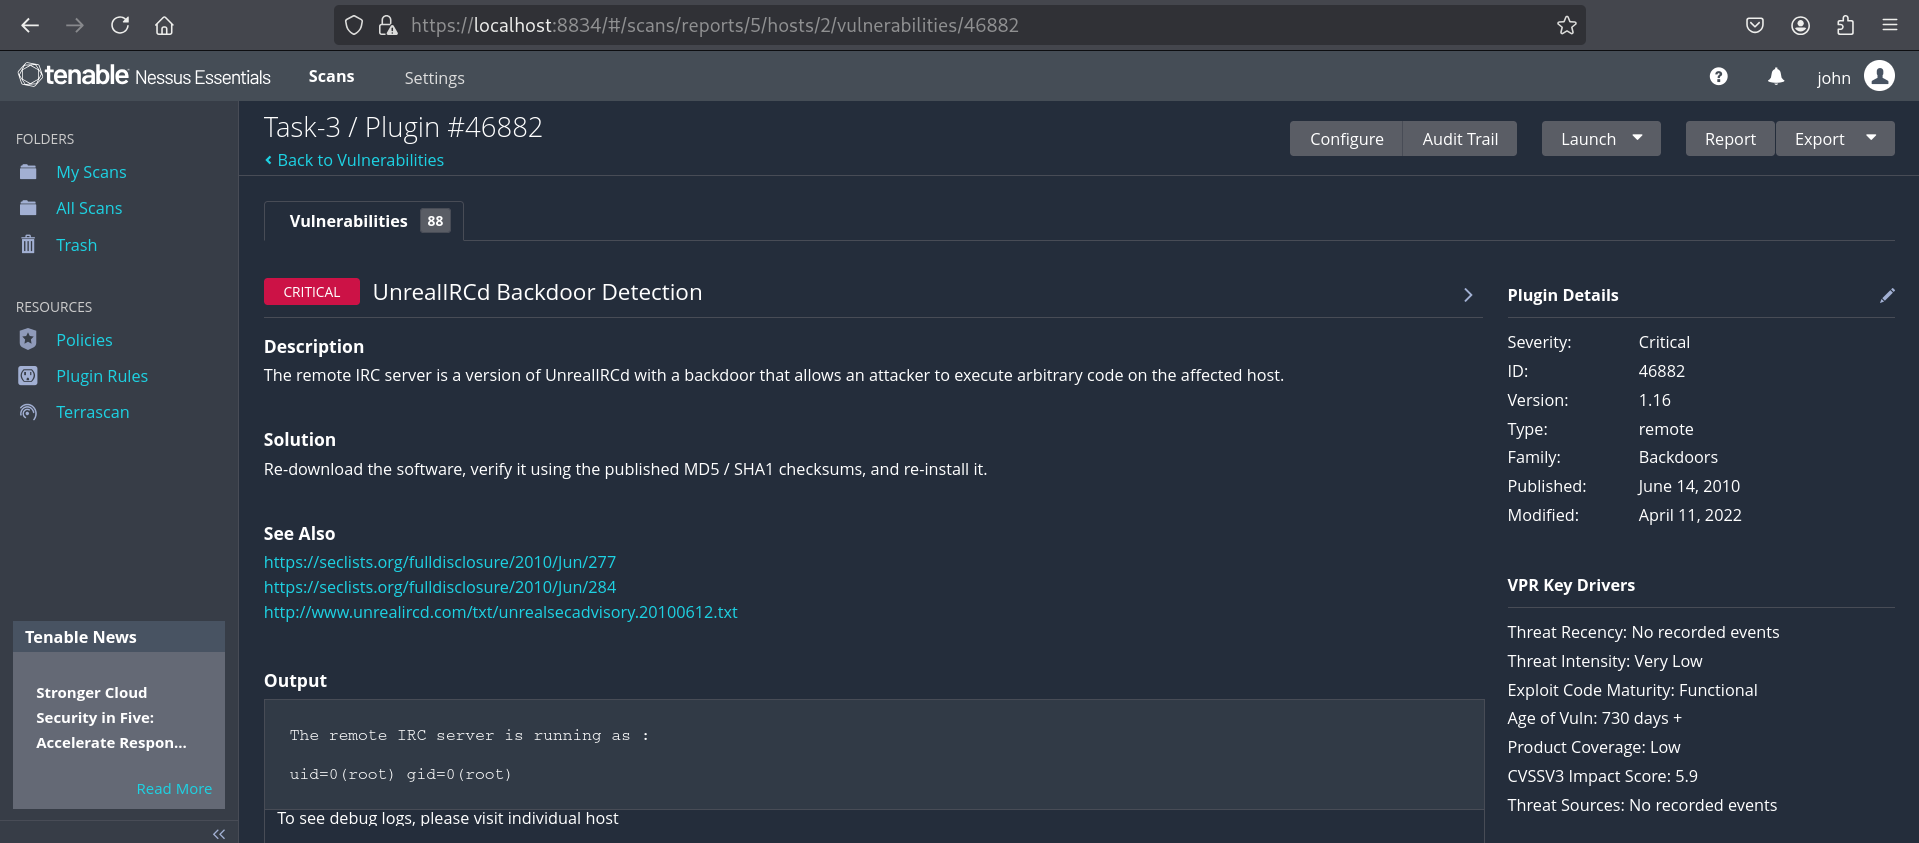 https://localhost:8834/#/scans/reports/5/hosts/2/vulnerabilities/46882
tenable Nessus Essentials
Scans
Settings
john
FOLDERS
My Scans
All Scans
Trash
RESOURCES
Policies
Plugin Rules
Terrascan
Tenable News
Stronger Cloud
Security in Five:
Accelerate Respon...
Read More
Task-3 / Plugin #46882
Back to Vulnerabilities
Configure
Audit Trail
Launch
Report
Export
Vulnerabilities 88
CRITICAL UnrealIRCd Backdoor Detection
Description
The remote IRC server is a version of UnrealIRCd with a backdoor that allows an attacker to execute arbitrary code on the affected host.
Solution
Re-download the software, verify it using the published MD5 / SHA1 checksums, and re-install it.
See Also
https://seclists.org/fulldisclosure/2010/Jun/277
https://seclists.org/fulldisclosure/2010/Jun/284
http://www.unrealircd.com/txt/unrealsecadvisory.20100612.txt
Output
The remote IRC server is running as :
uid=0(root) gid=0(root)
To see debug logs, please visit individual host
Plugin Details
Severity: Critical
ID: 46882
Version: 1.16
Type: remote
Family: Backdoors
Published: June 14, 2010
Modified: April 11, 2022
VPR Key Drivers
Threat Recency: No recorded events
Threat Intensity: Very Low
Exploit Code Maturity: Functional
Age of Vuln: 730 days +
Product Coverage: Low
CVSSV3 Impact Score: 5.9
Threat Sources: No recorded events